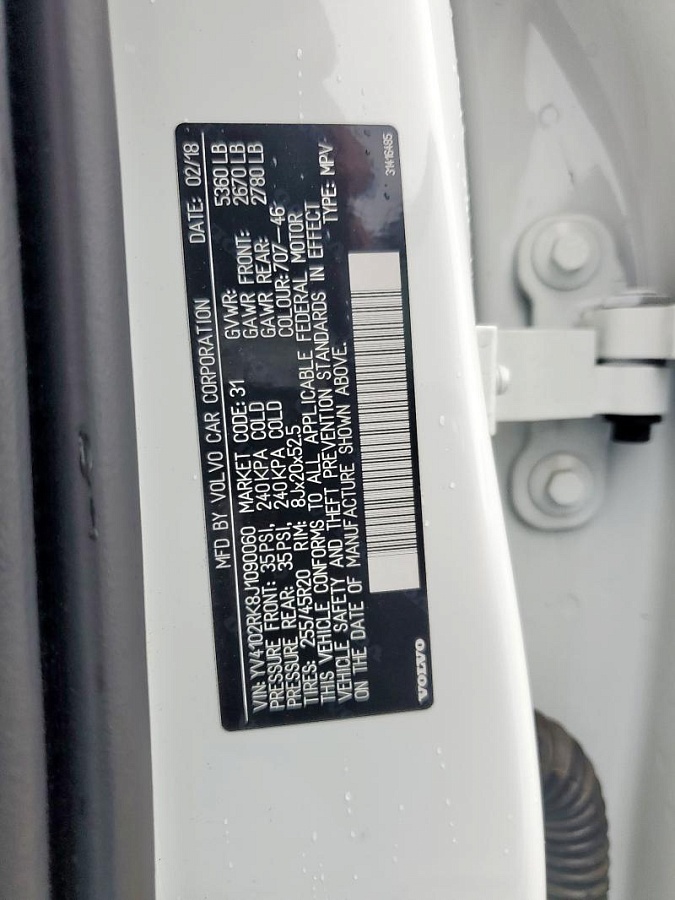 MFD BY VOLVO CAR CORPORATION DATE: 02/18
VIN: YV4102RK8J1090060 MARKET CODE: 31 GVWR: 5360 LB
PRESSURE FRONT: 35 PSI, 240 KPA COLD GAWR FRONT: 2670 LB
PRESSURE REAR: 35 PSI, 240 KPA COLD GAWR REAR: 2780 LB
TIRES: 255/45R20 RIM: 8Jx20x52.5 COLOUR: 707-46
THIS VEHICLE CONFORMS TO ALL APPLICABLE FEDERAL MOTOR
VEHICLE SAFETY AND THEFT PREVENTION STANDARDS IN EFFECT
ON THE DATE OF MANUFACTURE SHOWN ABOVE. TYPE: MPV
VOLVO 31416485